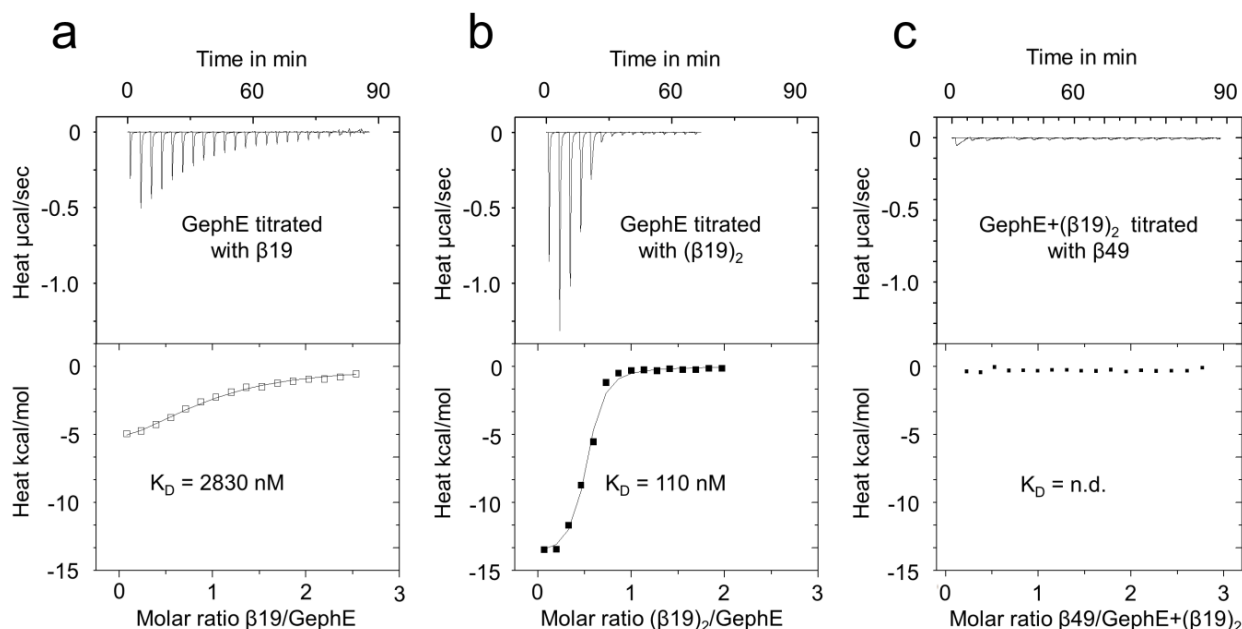 a
Time in min
0 60 90
Heat µcal/sec
0
-0.5
-1.0
GephE titrated
with β19
Heat kcal/mol
0
-5
-10
-15
K_D = 2830 nM
0 1 2 3
Molar ratio β19/GephE
b
Time in min
0 60 90
Heat µcal/sec
0
-0.5
-1.0
GephE titrated
with (β19)₂
Heat kcal/mol
0
-5
-10
-15
K_D = 110 nM
0 1 2 3
Molar ratio (β19)₂/GephE
c
Time in min
0 60 90
Heat µcal/sec
0
-0.5
-1.0
GephE+(β19)₂ titrated
with β49
Heat kcal/mol
0
-5
-10
-15
K_D = n.d.
0 1 2 3
Molar ratio β49/GephE+(β19)₂